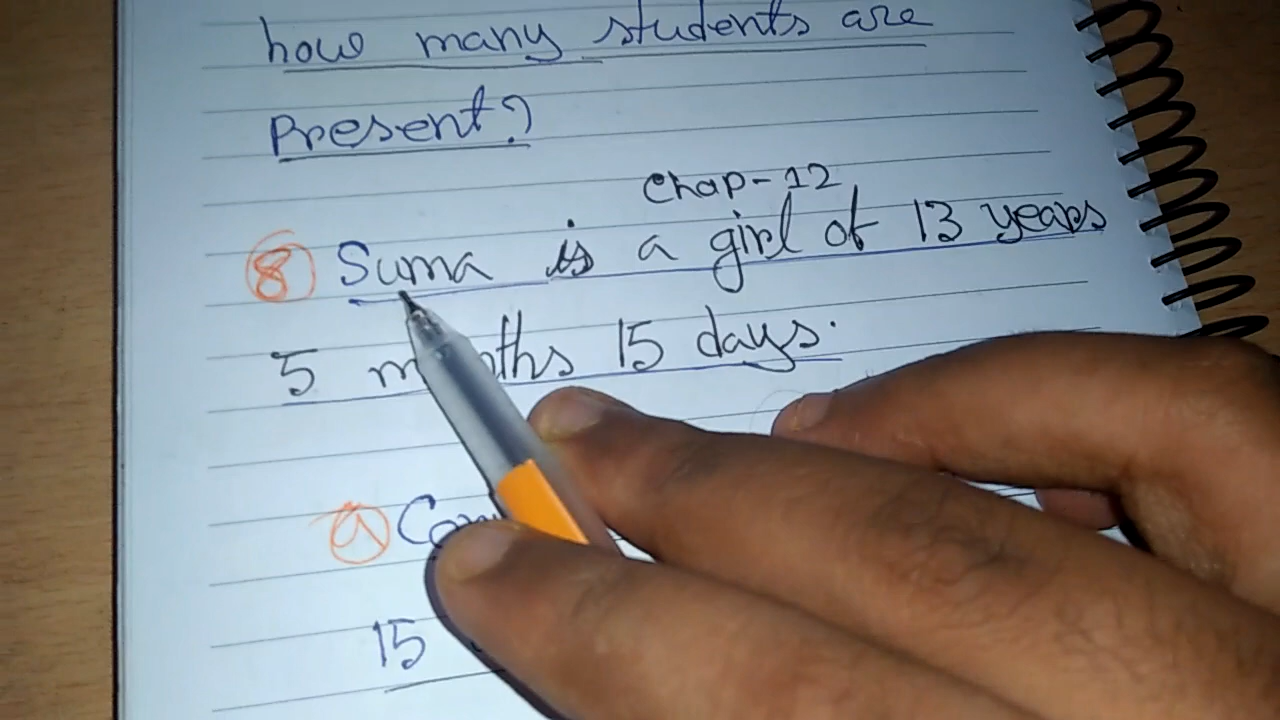 how many students are
Present?
Chap-12
8 Suma is a girl of 13 years
5 months 15 days.
a
15